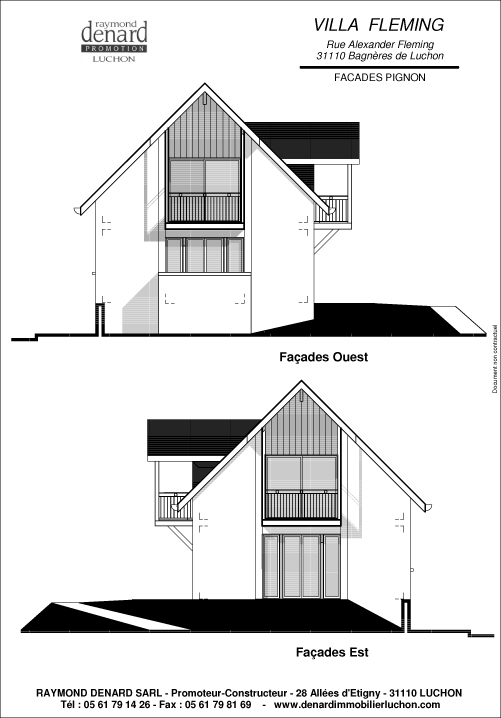 raymond
denard
PROMOTION
LUCHON
VILLA FLEMING
Rue Alexander Fleming
31110 Bagnères de Luchon
FACADES PIGNON
Façades Ouest
Document non contractuel
Façades Est
RAYMOND DENARD SARL - Promoteur-Constructeur - 28 Allées d'Etigny - 31110 LUCHON
Tél : 05 61 79 14 26 - Fax : 05 61 79 81 69 - www.denardimmobilierluchon.com